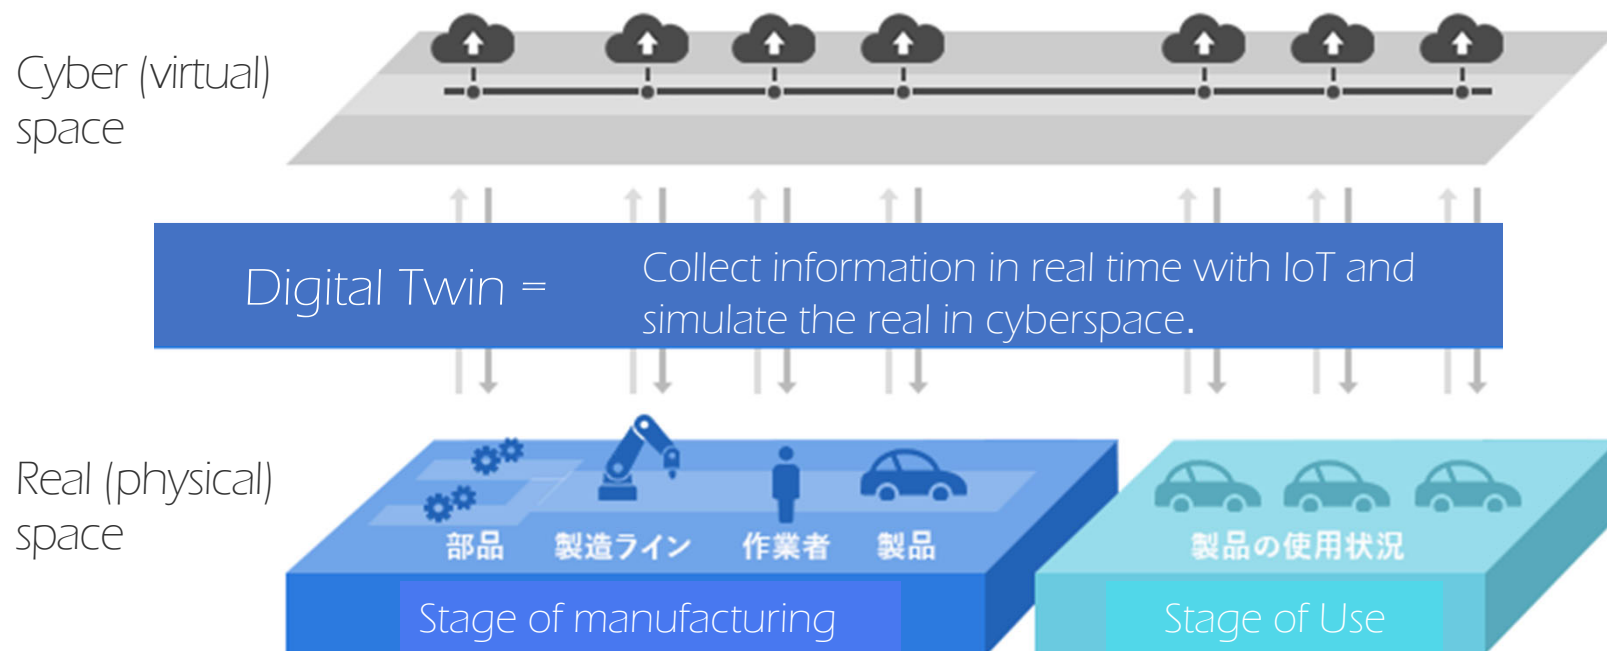 Cyber (virtual)
space
Digital Twin =
Collect information in real time with IoT and
simulate the real in cyberspace.
Real (physical)
space
部品
製造ライン
作業者
製品
製品の使用状況
Stage of manufacturing
Stage of Use